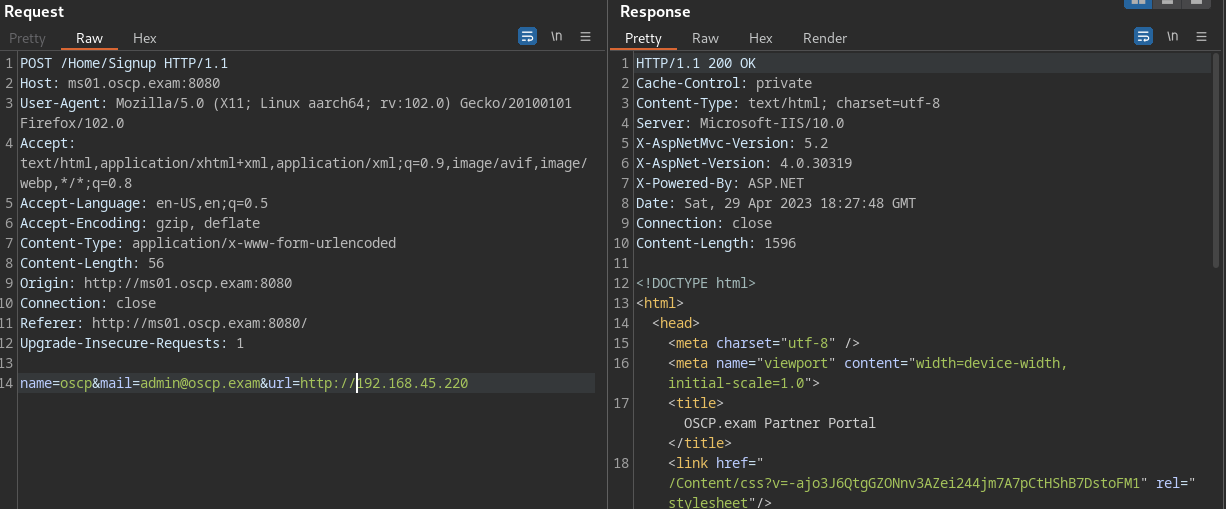 Request
Pretty Raw Hex \n
1 POST /Home/Signup HTTP/1.1
2 Host: ms01.oscp.exam:8080
3 User-Agent: Mozilla/5.0 (X11; Linux aarch64; rv:102.0) Gecko/20100101
Firefox/102.0
4 Accept:
text/html,application/xhtml+xml,application/xml;q=0.9,image/avif,image/
webp,*/*;q=0.8
5 Accept-Language: en-US,en;q=0.5
6 Accept-Encoding: gzip, deflate
7 Content-Type: application/x-www-form-urlencoded
8 Content-Length: 56
9 Origin: http://ms01.oscp.exam:8080
10 Connection: close
11 Referer: http://ms01.oscp.exam:8080/
12 Upgrade-Insecure-Requests: 1
13
14 name=oscp&mail=admin@oscp.exam&url=http://192.168.45.220
Response
Pretty Raw Hex Render \n
1 HTTP/1.1 200 OK
2 Cache-Control: private
3 Content-Type: text/html; charset=utf-8
4 Server: Microsoft-IIS/10.0
5 X-AspNetMvc-Version: 5.2
6 X-AspNet-Version: 4.0.30319
7 X-Powered-By: ASP.NET
8 Date: Sat, 29 Apr 2023 18:27:48 GMT
9 Connection: close
10 Content-Length: 1596
11
12 <!DOCTYPE html>
13 <html>
14 <head>
15 <meta charset="utf-8" />
16 <meta name="viewport" content="width=device-width,
initial-scale=1.0">
17 <title>
OSCP.exam Partner Portal
</title>
18 <link href="
/Content/css?v=-ajo3J6QtgGZONnv3AZei244jm7A7pCtHShB7DstoFM1" rel="
stylesheet"/>